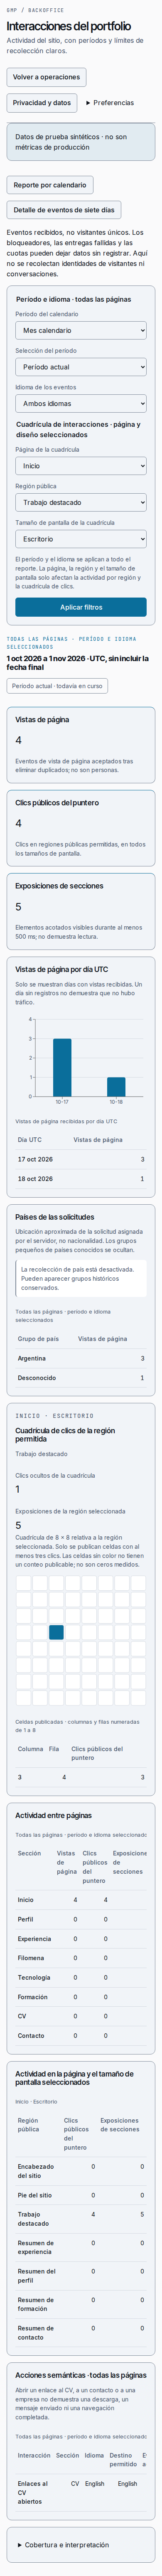 GMP / BACKOFFICE
Interacciones del portfolio
Actividad del sitio, con períodos y límites de
recolección claros.
Volver a operaciones
Privacidad y datos
▶ Preferencias
Datos de prueba sintéticos · no son
métricas de producción
Reporte por calendario
Detalle de eventos de siete días
Eventos recibidos, no visitantes únicos. Los
bloqueadores, las entregas fallidas y las
cuotas pueden dejar datos sin registrar. Aquí
no se recolectan identidades de visitantes ni
conversaciones.
Período e idioma · todas las páginas
Período del calendario
Mes calendario
Selección del período
Período actual
Idioma de los eventos
Ambos idiomas
Cuadrícula de interacciones · página y
diseño seleccionados
Página de la cuadrícula
Inicio
Región pública
Trabajo destacado
Tamaño de pantalla de la cuadrícula
Escritorio
El período y el idioma se aplican a todo el
reporte. La página, la región y el tamaño de
pantalla solo afectan la actividad por región y
la cuadrícula de clics.
Aplicar filtros
TODAS LAS PÁGINAS · PERÍODO E IDIOMA
SELECCIONADOS
1 oct 2026 a 1 nov 2026 · UTC, sin incluir la
fecha final
Período actual · todavía en curso
Vistas de página
4
Eventos de vista de página aceptados tras
eliminar duplicados; no son personas.
Clics públicos del puntero
4
Clics en regiones públicas permitidas, en todos
los tamaños de pantalla.
Exposiciones de secciones
5
Elementos acotados visibles durante al menos
500 ms; no demuestra lectura.
Vistas de página por día UTC
Solo se muestran días con vistas recibidas. Un
día sin registros no demuestra que no hubo
tráfico.
4
3
2
1
0
10-17
10-18
Vistas de página recibidas por día UTC
Día UTC Vistas de página
17 oct 2026 3
18 oct 2026 1
Países de las solicitudes
Ubicación aproximada de la solicitud asignada
por el servidor, no nacionalidad. Los grupos
pequeños de países conocidos se ocultan.
La recolección de país está desactivada.
Pueden aparecer grupos históricos
conservados.
Todas las páginas · período e idioma
seleccionados
Grupo de país Vistas de página
Argentina 3
Desconocido 1
INICIO · ESCRITORIO
Cuadrícula de clics de la región
permitida
Trabajo destacado
Clics ocultos de la cuadrícula
1
Exposiciones de la región seleccionada
5
Cuadrícula de 8 × 8 relativa a la región
seleccionada. Solo se publican celdas con al
menos tres clics. Las celdas sin color no tienen
un conteo publicable; no son ceros medidos.
Celdas publicadas · columnas y filas numeradas
de 1 a 8
Columna Fila Clics públicos del
puntero
3 4 3
Actividad entre páginas
Todas las páginas · período e idioma seleccionados
Sección Vistas Clics Exposiciones
de públicos de
página del secciones
puntero
Inicio 4 4
Perfil 0 0
Experiencia 0 0
Filomena 0 0
Tecnología 0 0
Formación 0 0
CV 0 0
Contacto 0 0
Actividad en la página y el tamaño de
pantalla seleccionados
Inicio · Escritorio
Región Clics Exposiciones
pública públicos de secciones
del
puntero
Encabezado 0 0
del sitio
Pie del sitio 0 0
Trabajo 4 5
destacado
Resumen de 0 0
experiencia
Resumen del 0 0
perfil
Resumen de 0 0
formación
Resumen de 0 0
contacto
Acciones semánticas · todas las páginas
Abrir un enlace al CV, a un contacto o a una
empresa no demuestra una descarga, un
mensaje enviado ni una navegación
completada.
Todas las páginas · período e idioma seleccionados
Interacción Sección Idioma Destino
permitido
Enlaces al CV English English
CV
abiertos
▶ Cobertura e interpretación